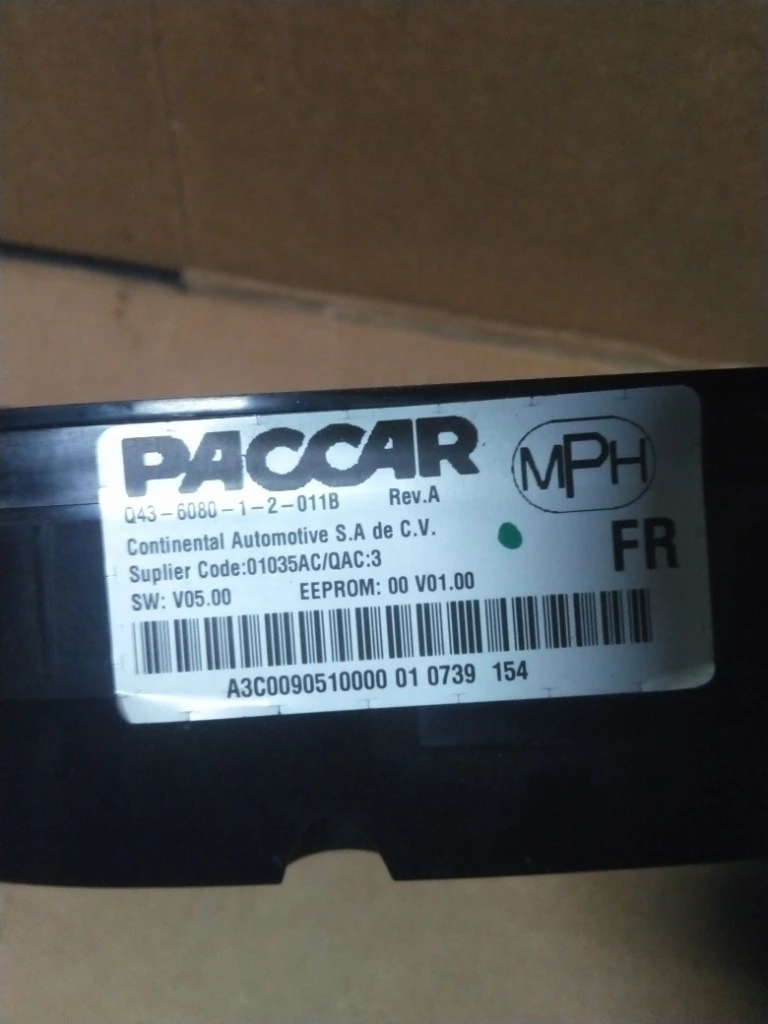 PACCAR
MPH
Q43-6080-1-2-011B Rev.A
Continental Automotive S.A de C.V.
FR
Suplier Code:01035AC/QAC:3
SW: V05.00 EEPROM: 00 V01.00
A3C0090510000 01 0739 154